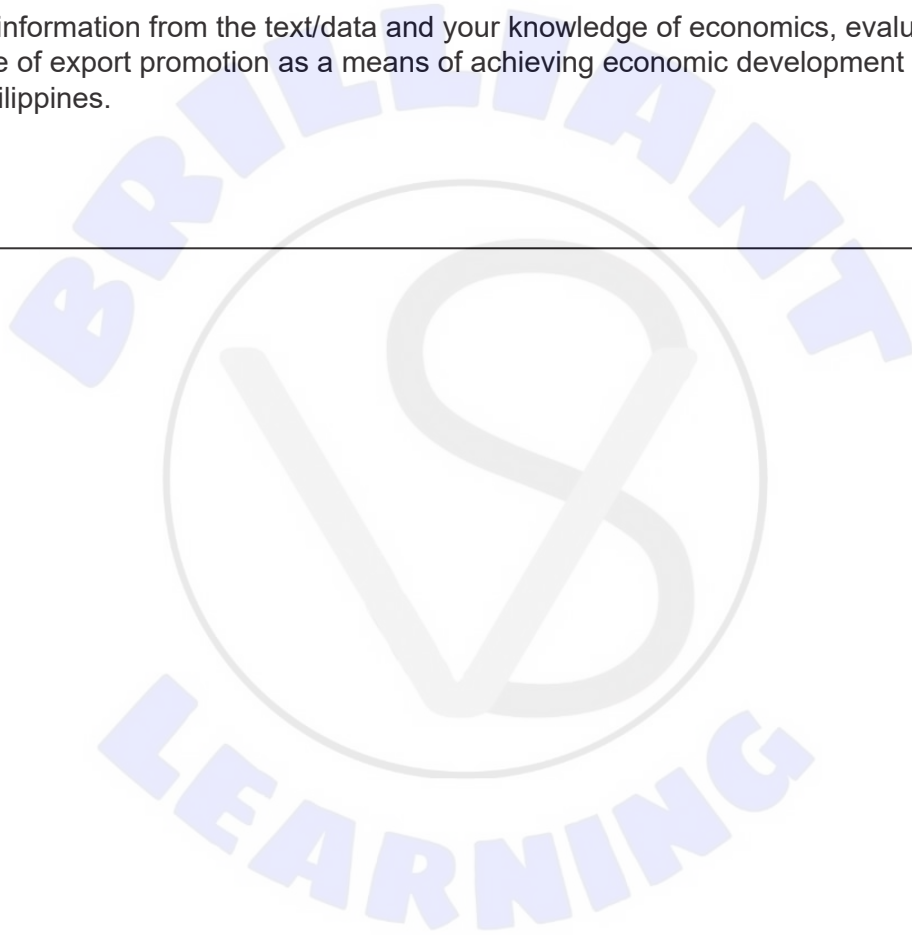 information from the text/data and your knowledge of economics, evalu
e of export promotion as a means of achieving economic development
ilippines.
BRILLIANT
VS
LEARNING